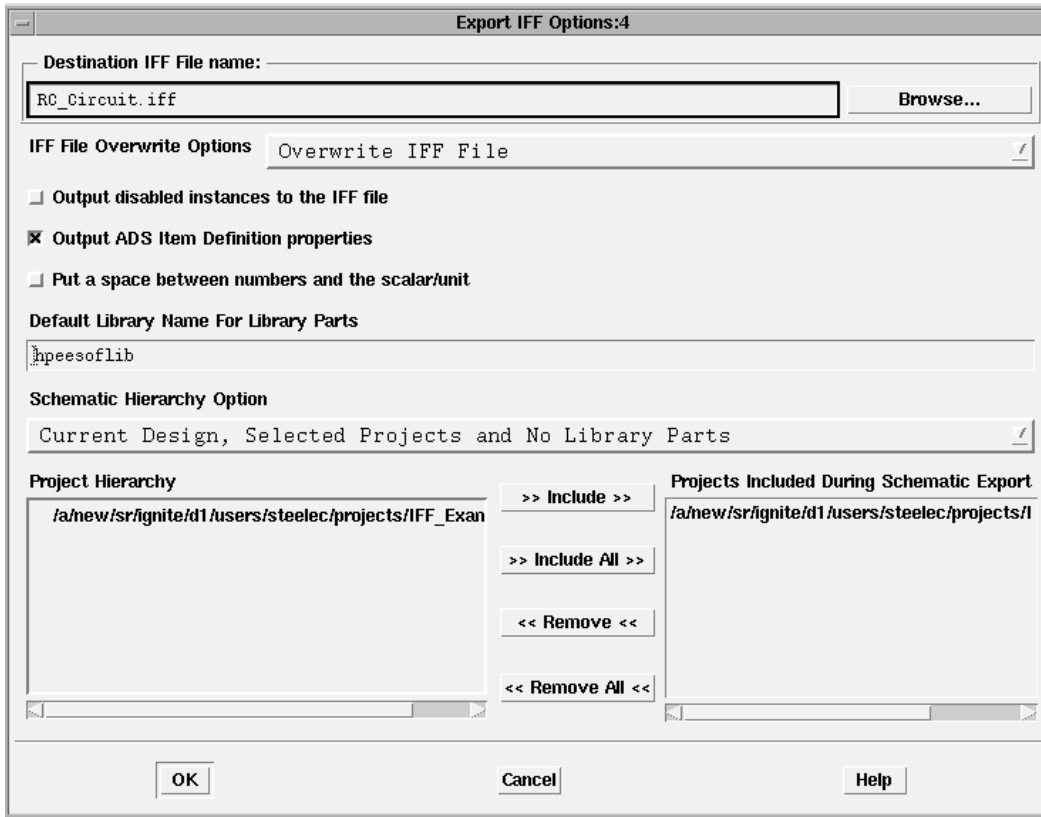 Export IFF Options:4
Destination IFF File name:
RC_Circuit.iff
Browse...
IFF File Overwrite Options
Overwrite IFF File
Output disabled instances to the IFF file
Output ADS Item Definition properties
Put a space between numbers and the scalar/unit
Default Library Name For Library Parts
hpeesoflib
Schematic Hierarchy Option
Current Design, Selected Projects and No Library Parts
Project Hierarchy
/a/new/sr/ignite/d1/users/steelec/projects/IFF_Exan
>> Include >>
>> Include All >>
<< Remove <<
<< Remove All <<
Projects Included During Schematic Export
/a/new/sr/ignite/d1/users/steelec/projects/I
OK
Cancel
Help